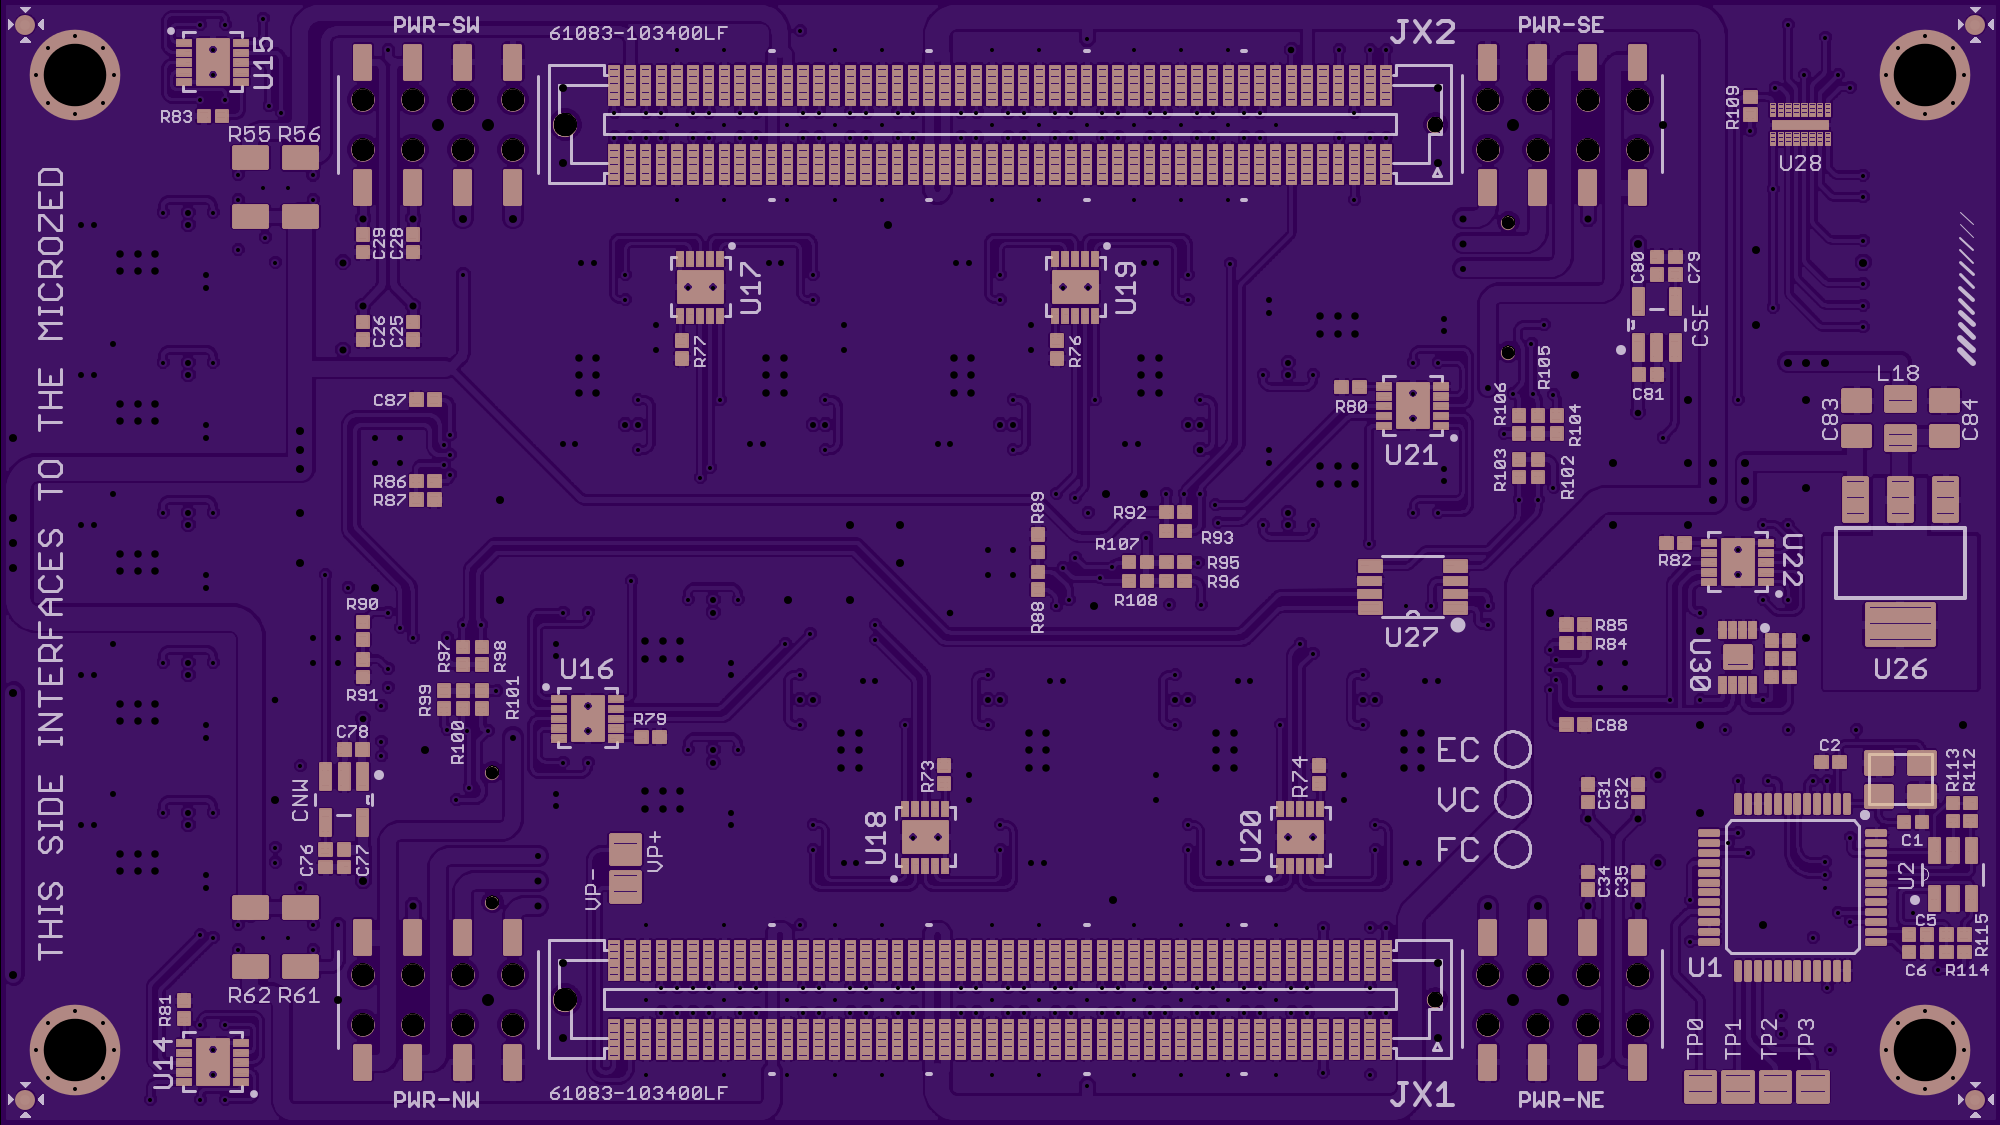 PWR-SW
61083-103400LF
JX2
PWR-SE
U15
R83
R55 R56
R109
U28
THIS SIDE INTERFACES TO THE MICROZED
C29
C28
U17
U19
C80
C79
C26
C25
R77
R76
CSE
R105
L18
C87
R80
R106
C81
R104
C83
C84
U21
R86
R87
R103
R102
R89
R92
R93
R107
R95
R96
R108
R88
R82
U22
R90
R85
R84
U27
U30
U26
R97
R98
U16
R91
R99
R101
R100
R79
C88
C78
EC
VC
FC
C2
R113
R112
CNW
R73
R74
C31
C32
C1
C76
C77
VP+
VP-
U18
U20
C34
C35
U2
C5
R115
C6
R114
U1
R62 R61
R81
U14
TP0
TP1
TP2
TP3
PWR-NW
61083-103400LF
JX1
PWR-NE